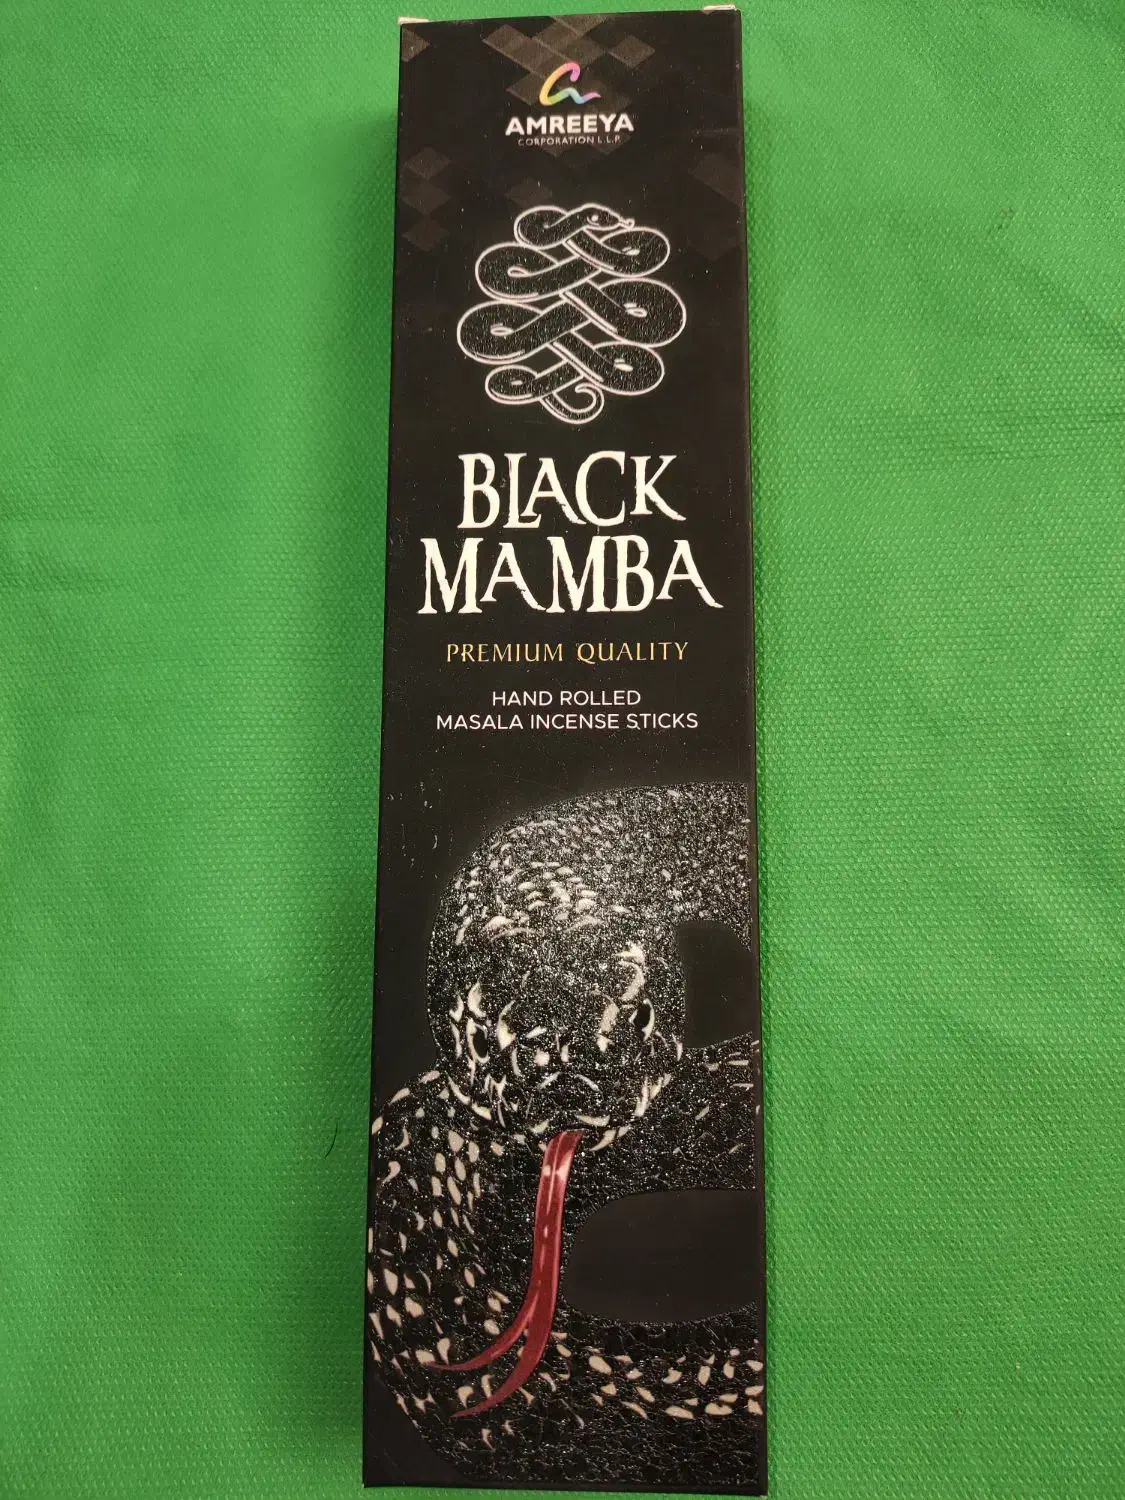 AMREEYA
CORPORATION L.L.P.
BLACK
MAMBA
PREMIUM QUALITY
HAND ROLLED
MASALA INCENSE STICKS